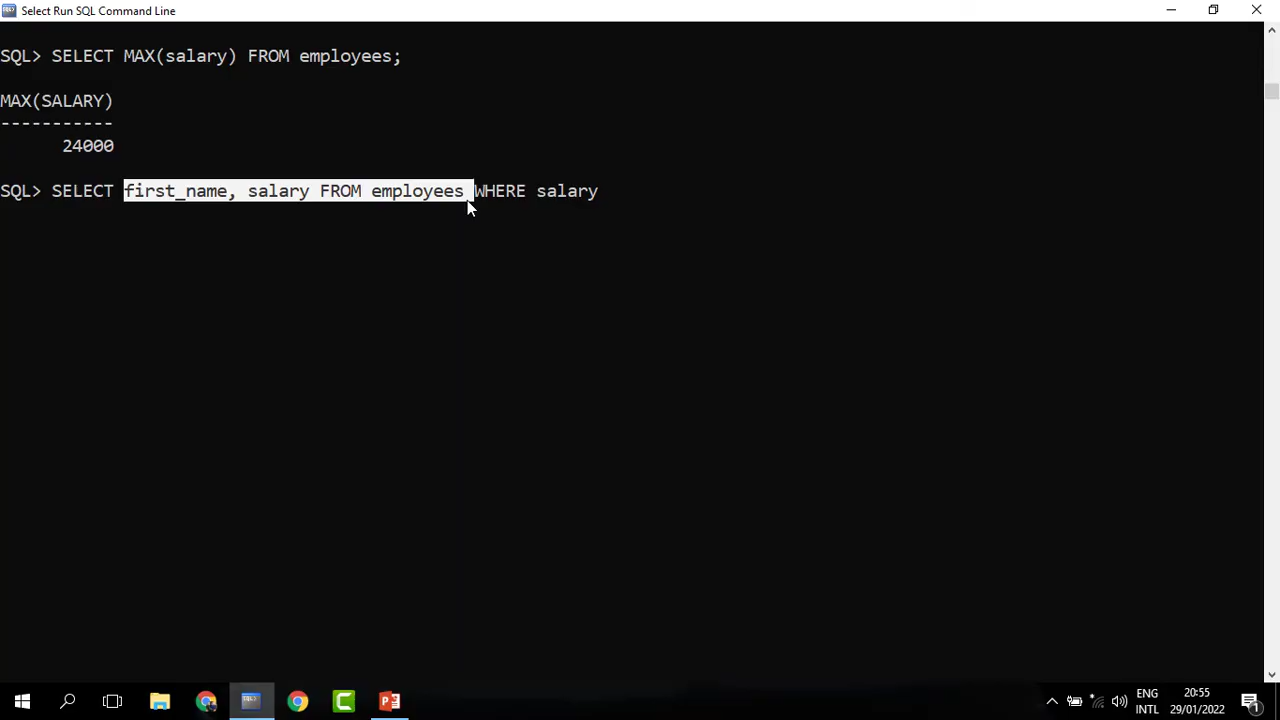 Select Run SQL Command Line
SQL> SELECT MAX(salary) FROM employees;
MAX(SALARY)
-----------
24000
SQL> SELECT first_name, salary FROM employees WHERE salary
ENG
20:55
INTL
29/01/2022
1